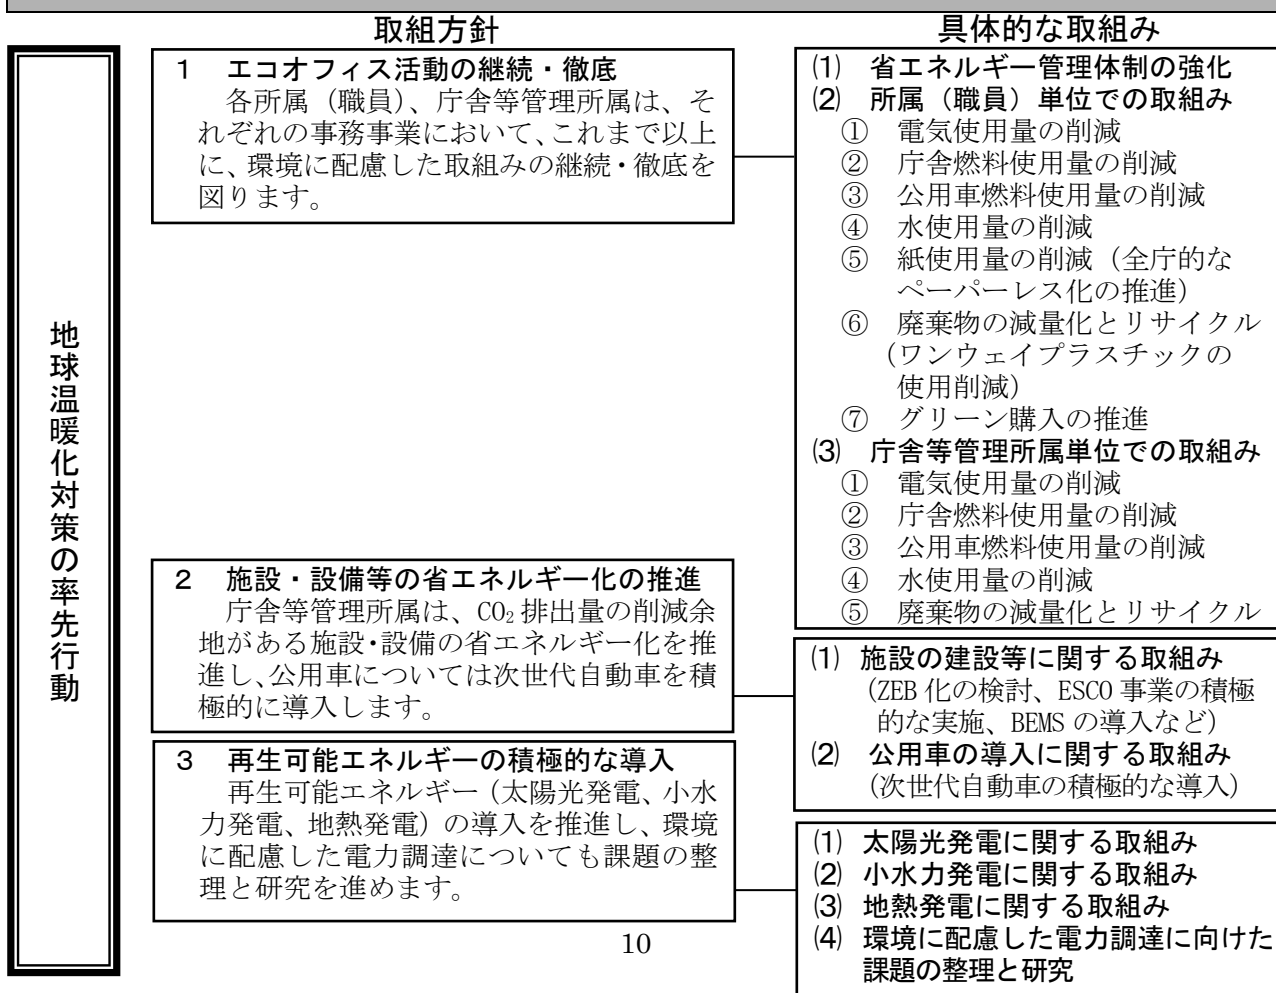 取組方針
具体的な取組み
地球温暖化対策の率先行動
1 エコオフィス活動の継続・徹底
各所属（職員）、庁舎等管理所属は、そ
れぞれの事務事業において、これまで以上
に、環境に配慮した取組みの継続・徹底を
図ります。
⑴ 省エネルギー管理体制の強化
⑵ 所属（職員）単位での取組み
① 電気使用量の削減
② 庁舎燃料使用量の削減
③ 公用車燃料使用量の削減
④ 水使用量の削減
⑤ 紙使用量の削減（全庁的な
ペーパーレス化の推進）
⑥ 廃棄物の減量化とリサイクル
（ワンウェイプラスチックの
使用削減）
⑦ グリーン購入の推進
⑶ 庁舎等管理所属単位での取組み
① 電気使用量の削減
② 庁舎燃料使用量の削減
③ 公用車燃料使用量の削減
④ 水使用量の削減
⑤ 廃棄物の減量化とリサイクル
2 施設・設備等の省エネルギー化の推進
庁舎等管理所属は、CO₂排出量の削減余
地がある施設・設備の省エネルギー化を推
進し、公用車については次世代自動車を積
極的に導入します。
⑴ 施設の建設等に関する取組み
（ZEB化の検討、ESCO事業の積極
的な実施、BEMSの導入など）
⑵ 公用車の導入に関する取組み
（次世代自動車の積極的な導入）
3 再生可能エネルギーの積極的な導入
再生可能エネルギー（太陽光発電、小水
力発電、地熱発電）の導入を推進し、環境
に配慮した電力調達についても課題の整
理と研究を進めます。
⑴ 太陽光発電に関する取組み
⑵ 小水力発電に関する取組み
⑶ 地熱発電に関する取組み
⑷ 環境に配慮した電力調達に向けた
課題の整理と研究
10